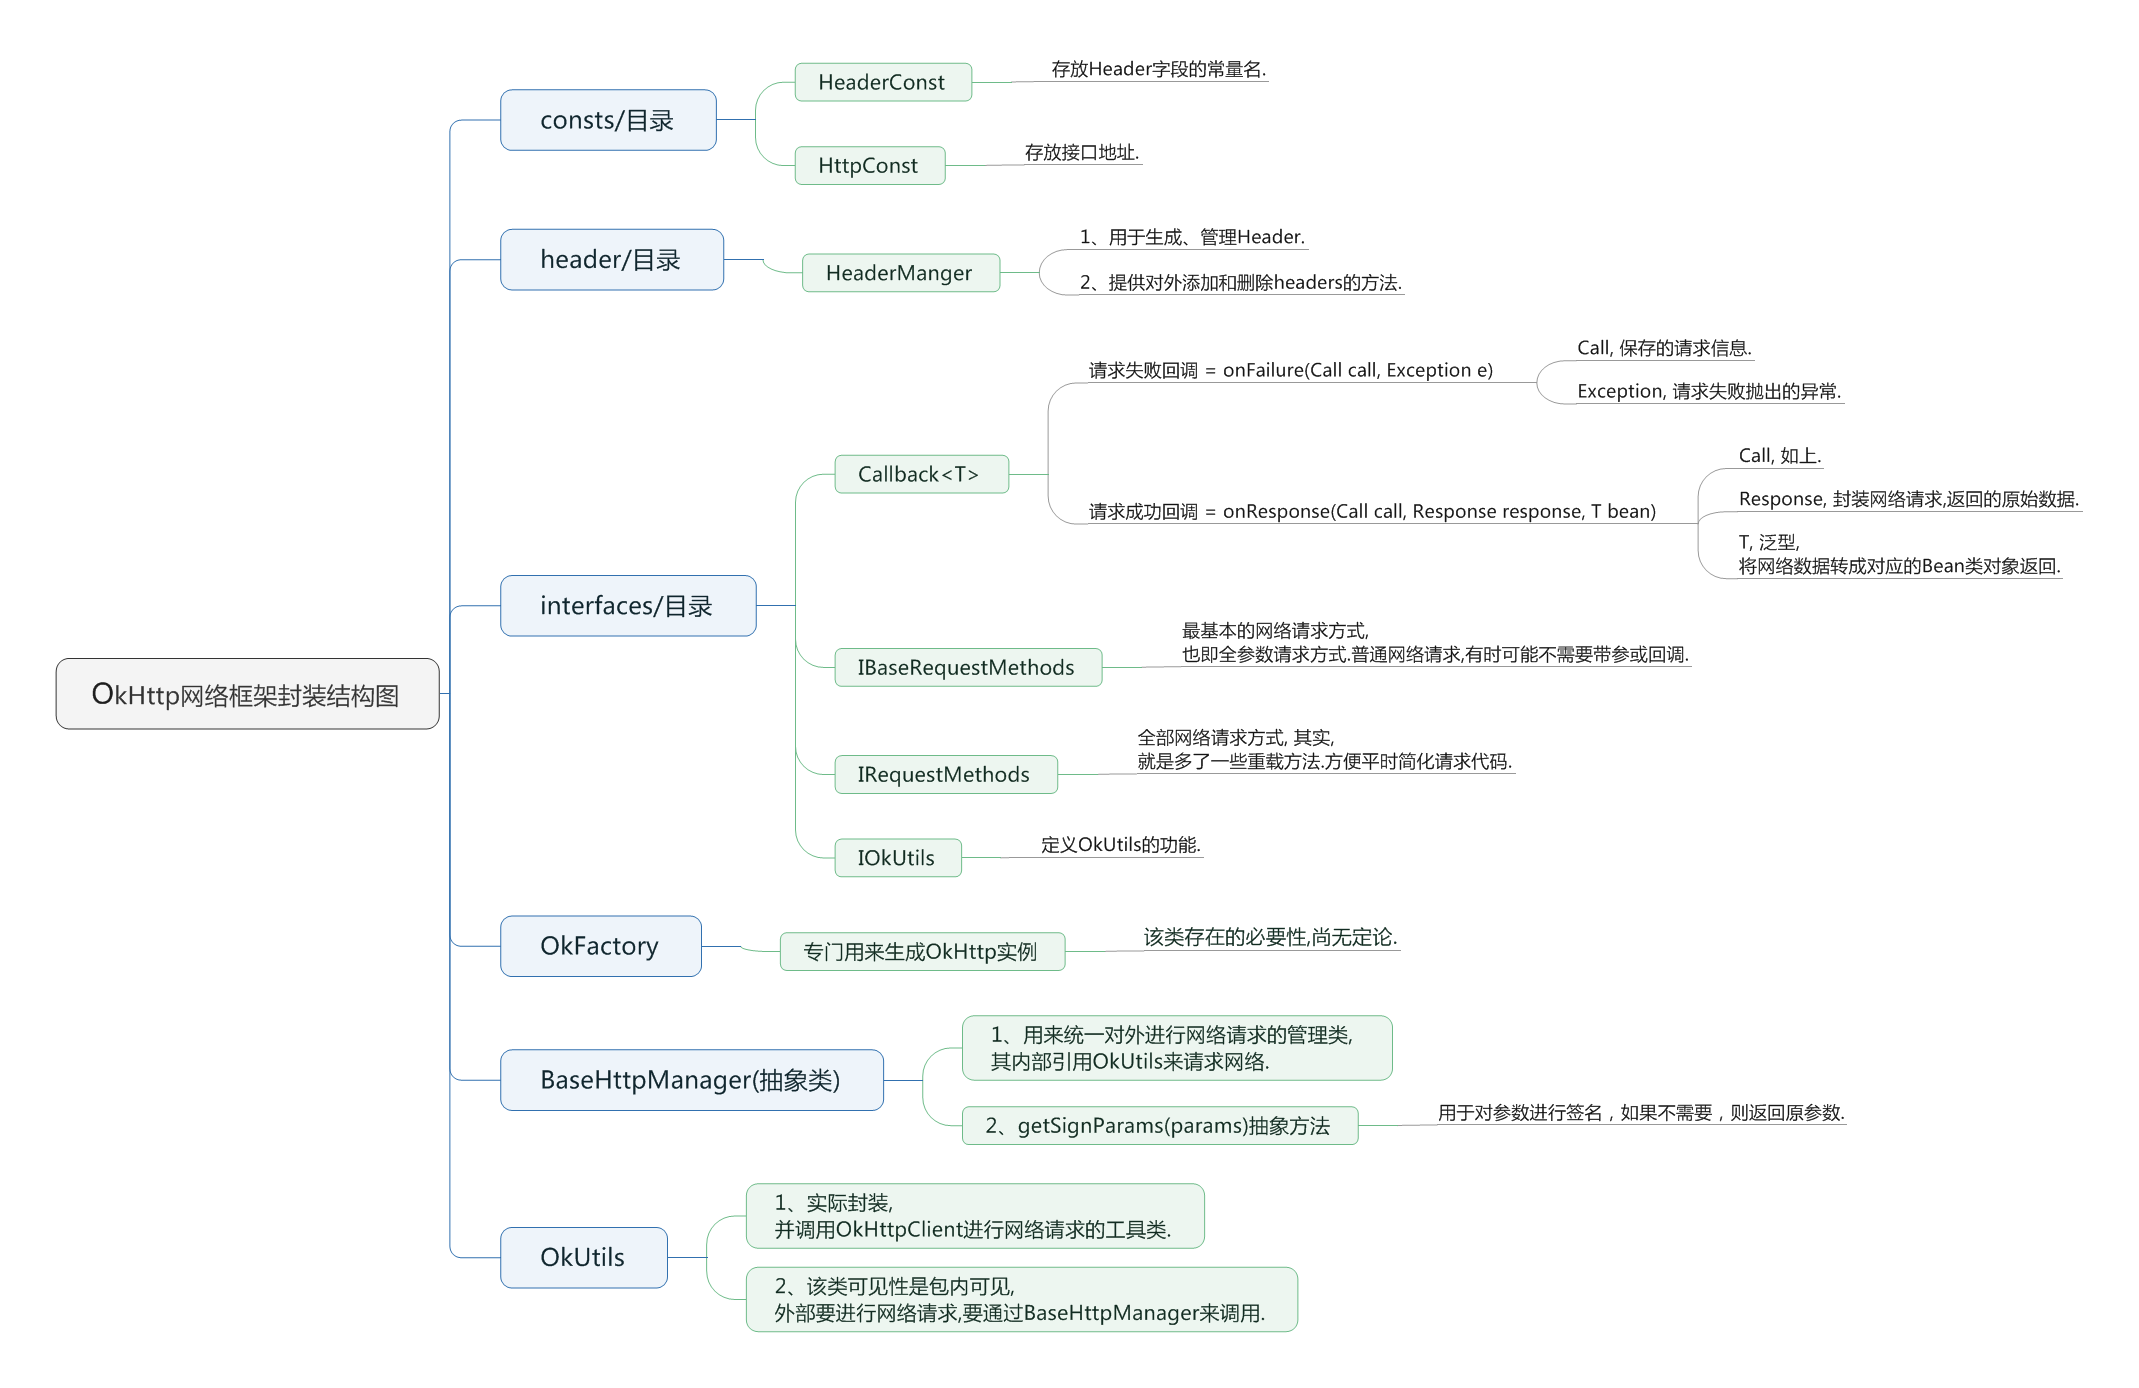 OkHttp网络框架封装结构图
consts/目录
HeaderConst
存放Header字段的常量名.
HttpConst
存放接口地址.
header/目录
HeaderManger
1、用于生成、管理Header.
2、提供对外添加和删除headers的方法.
interfaces/目录
Callback<T>
请求失败回调 = onFailure(Call call, Exception e)
Call, 保存的请求信息.
Exception, 请求失败抛出的异常.
请求成功回调 = onResponse(Call call, Response response, T bean)
Call, 如上.
Response, 封装网络请求,返回的原始数据.
T, 泛型,
将网络数据转成对应的Bean类对象返回.
IBaseRequestMethods
最基本的网络请求方式,
也即全参数请求方式.普通网络请求,有时可能不需要带参或回调.
IRequestMethods
全部网络请求方式, 其实,
就是多了一些重载方法.方便平时简化请求代码.
IOkUtils
定义OkUtils的功能.
OkFactory
专门用来生成OkHttp实例
该类存在的必要性,尚无定论.
BaseHttpManager(抽象类)
1、用来统一对外进行网络请求的管理类,
其内部引用OkUtils来请求网络.
2、getSignParams(params)抽象方法
用于对参数进行签名，如果不需要，则返回原参数.
OkUtils
1、实际封装,
并调用OkHttpClient进行网络请求的工具类.
2、该类可见性是包内可见,
外部要进行网络请求,要通过BaseHttpManager来调用.